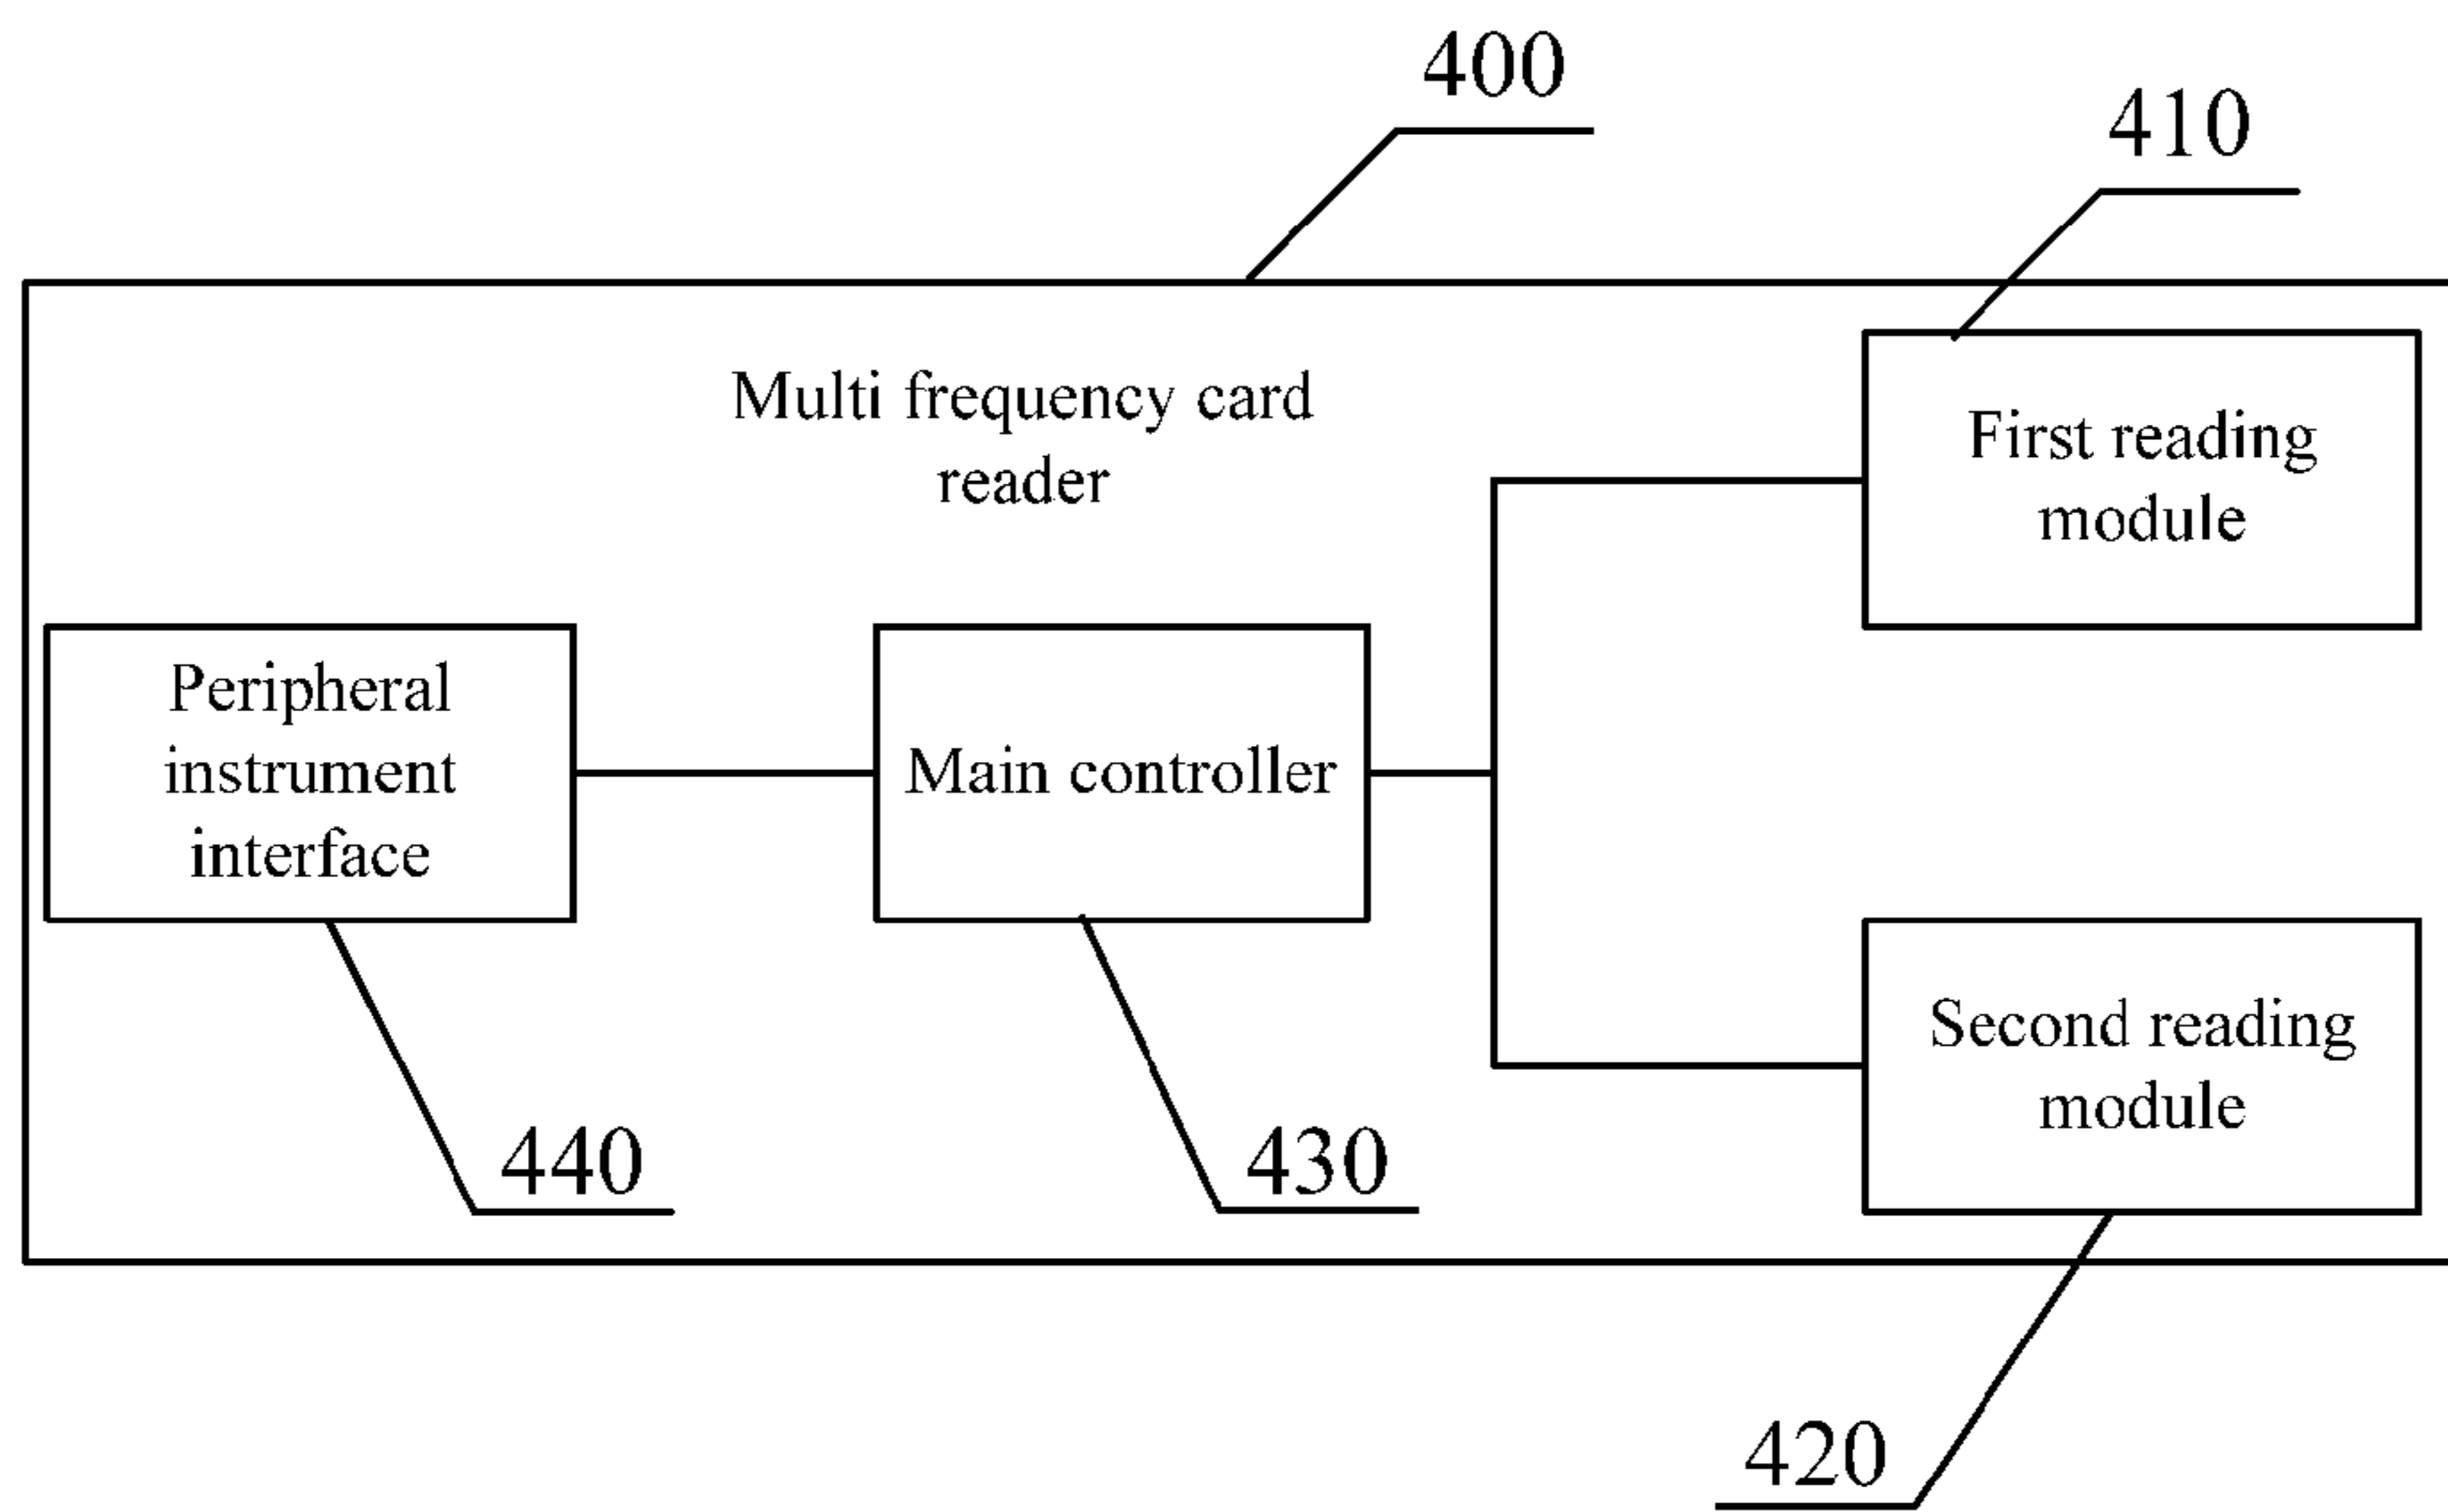 400
410
Multi frequency card
reader
First reading
module
Peripheral
instrument
interface
Main controller
Second reading
module
440
430
420